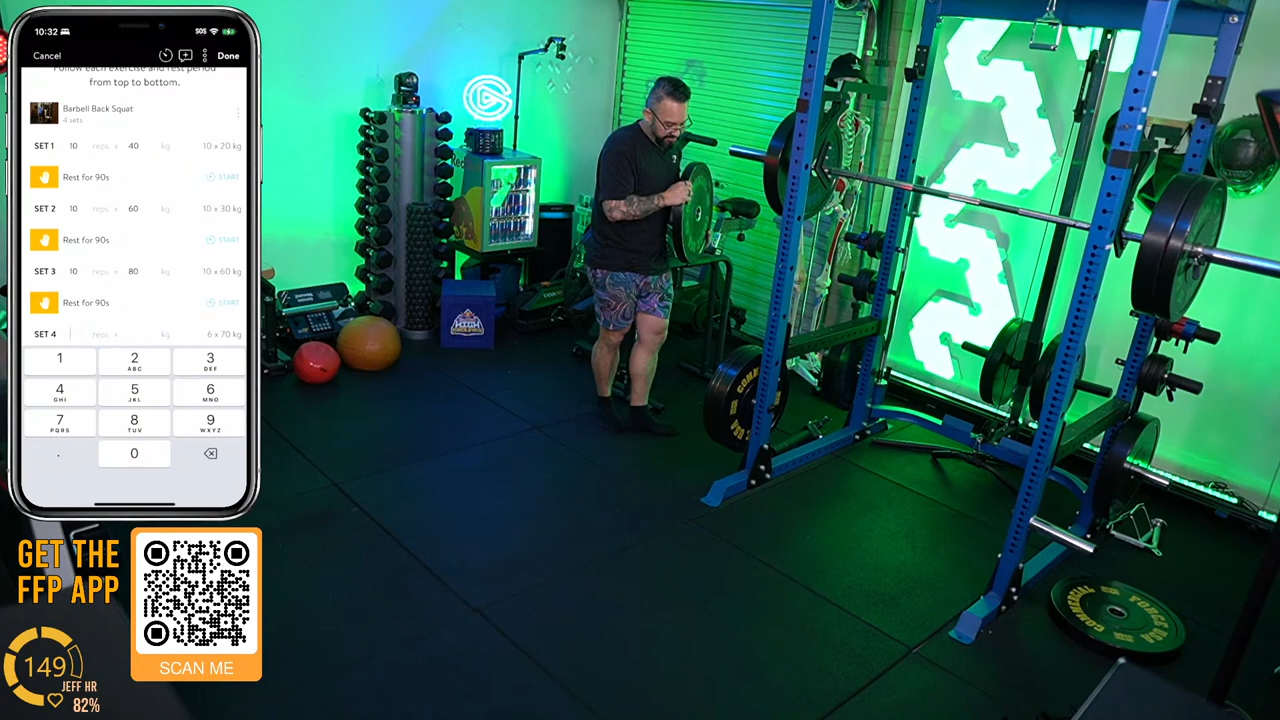 10:32
SOS
Cancel
Done
Follow each exercise and rest period
from top to bottom.
Barbell Back Squat
4 sets
SET 1 10 reps x 40 kg 10 x 20 kg
Rest for 90s START
SET 2 10 reps x 60 kg 10 x 30 kg
Rest for 90s START
SET 3 10 reps x 80 kg 10 x 60 kg
Rest for 90s START
SET 4 reps x kg 6 x 70 kg
1 2 3
ABC DEF
4 5 6
GHI JKL MNO
7 8 9
PQRS TUV WXYZ
. 0
GET THE
FFP APP
SCAN ME
149
JEFF HR
82%
HIGH
COMMERCIAL